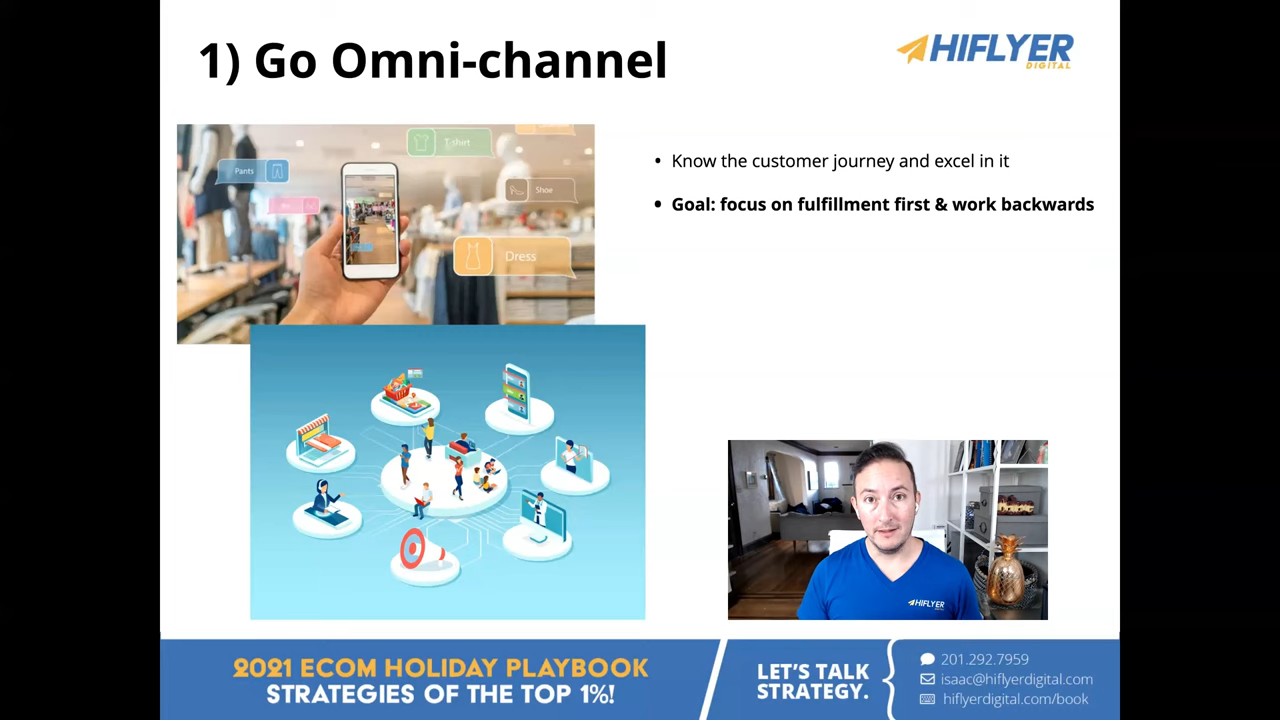 1) Go Omni-channel
HIFLYER
DIGITAL
T-shirt
Pants
Shoe
Dress
• Know the customer journey and excel in it
• Goal: focus on fulfillment first & work backwards
HIFLYER
2021 ECOM HOLIDAY PLAYBOOK
STRATEGIES OF THE TOP 1%!
LET'S TALK
STRATEGY.
201.292.7959
isaac@hiflyerdigital.com
hiflyerdigital.com/book